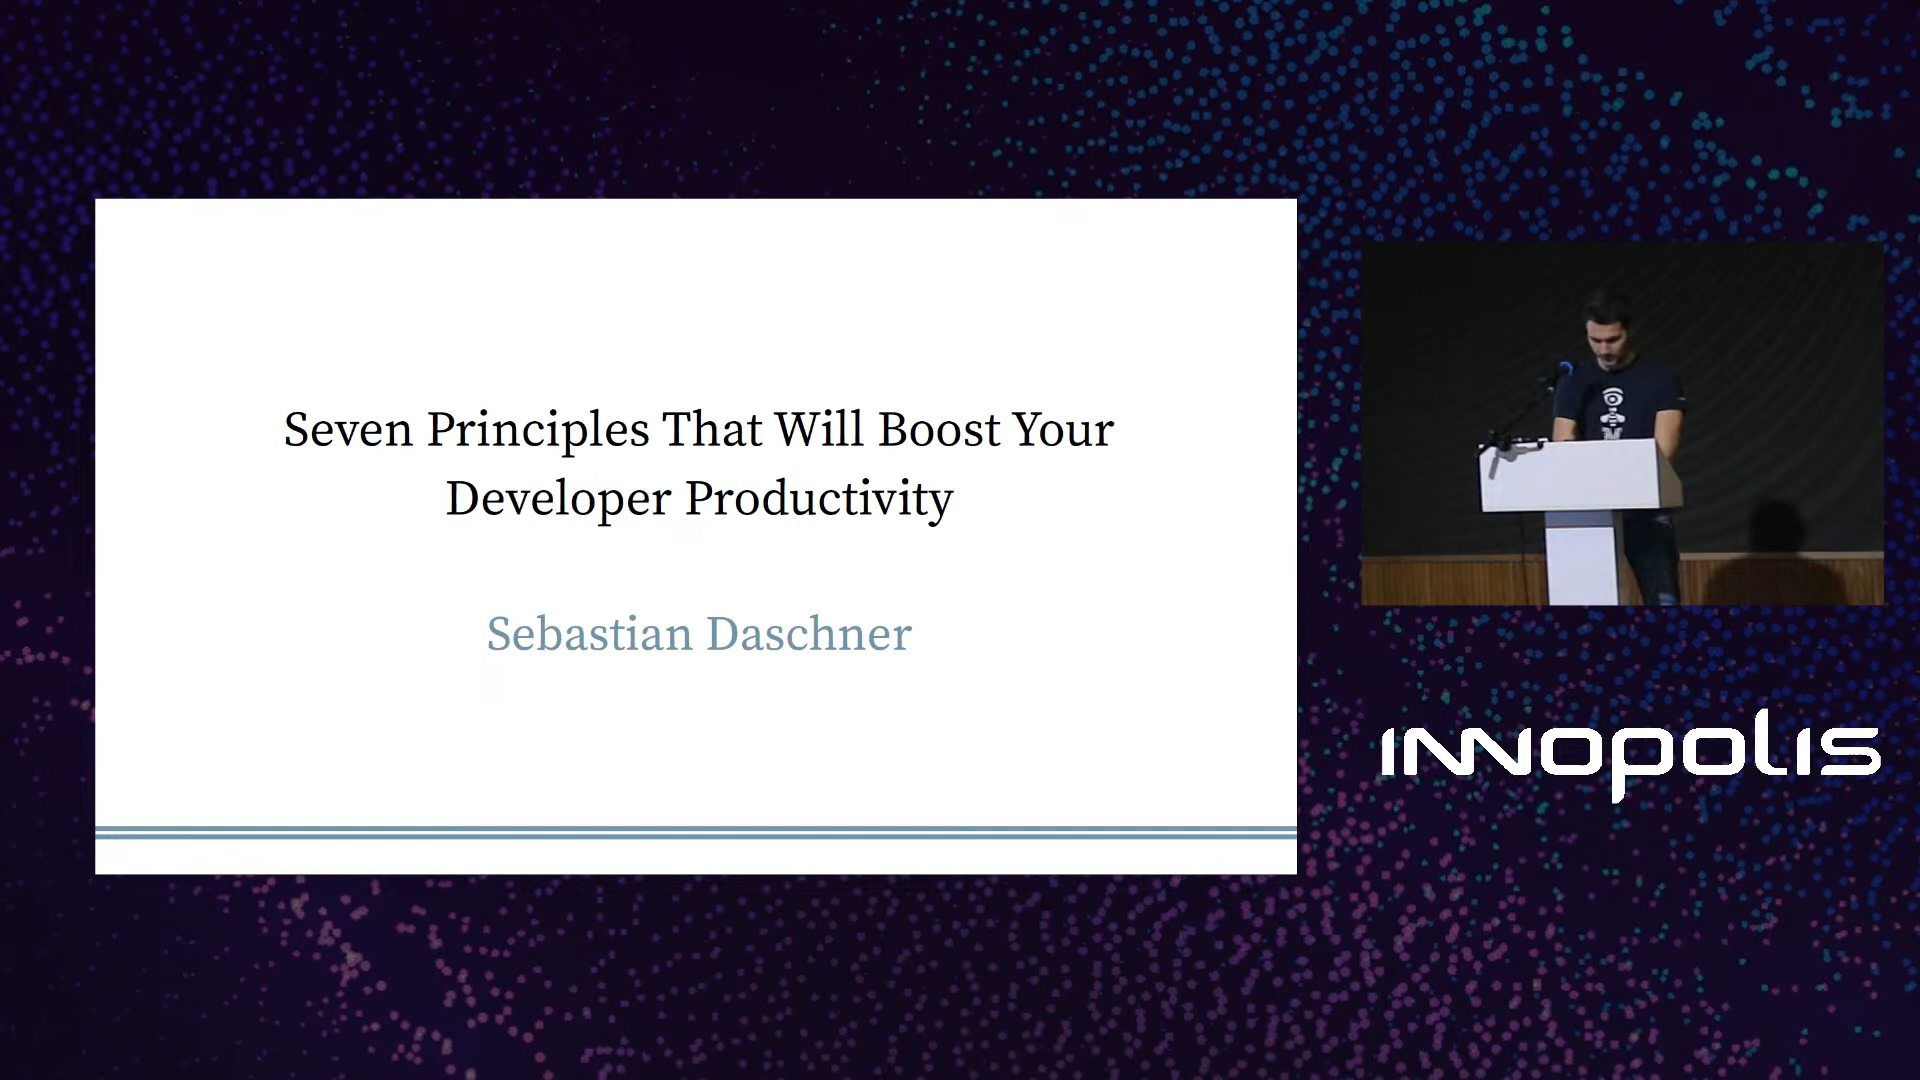 Seven Principles That Will Boost Your
Developer Productivity
Sebastian Daschner
INNOPOLIS